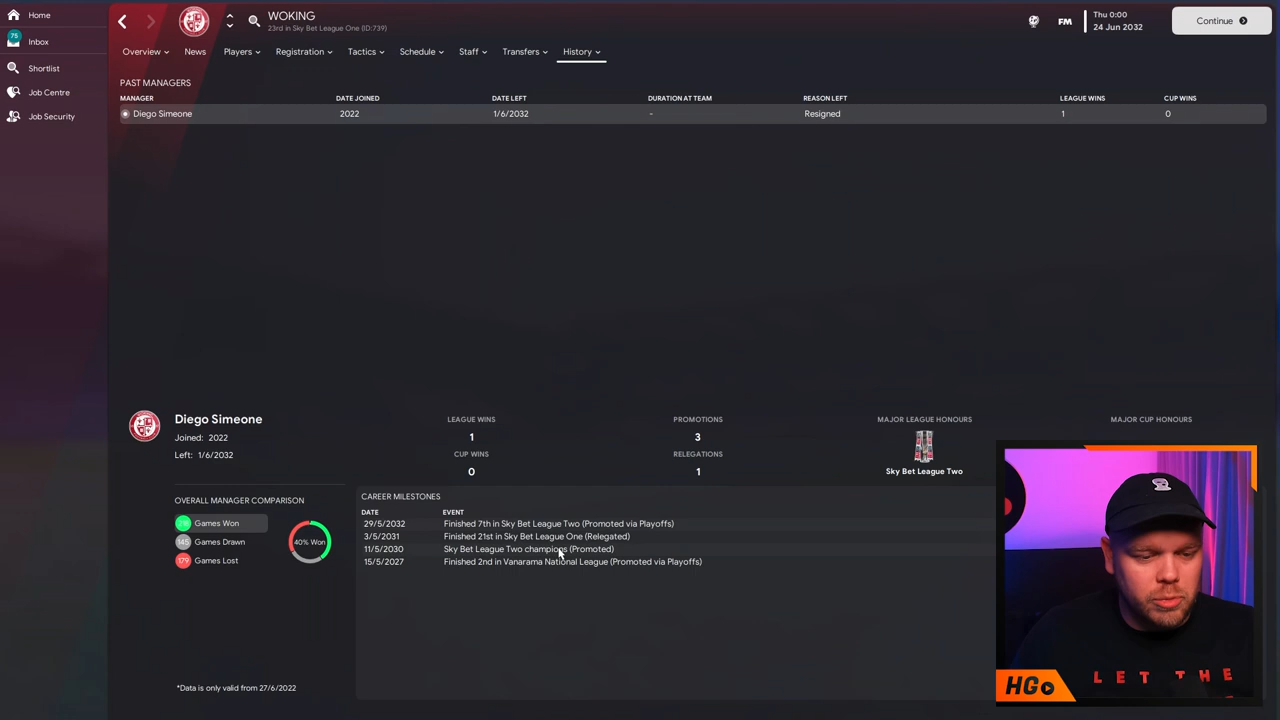 Home
75
Inbox
Shortlist
Job Centre
Job Security
WOKING
23rd in Sky Bet League One (ID:739)
FM
Thu 0:00
24 Jun 2032
Continue
Overview
News
Players
Registration
Tactics
Schedule
Staff
Transfers
History
PAST MANAGERS
MANAGER DATE JOINED DATE LEFT DURATION AT TEAM REASON LEFT LEAGUE WINS CUP WINS
Diego Simeone 2022 1/6/2032 - Resigned 1 0
Diego Simeone
Joined: 2022
Left: 1/6/2032
LEAGUE WINS
1
CUP WINS
0
PROMOTIONS
3
RELEGATIONS
1
MAJOR LEAGUE HONOURS
Sky Bet League Two
MAJOR CUP HONOURS
OVERALL MANAGER COMPARISON
Games Won
145 Games Drawn
179 Games Lost
40% Won
*Data is only valid from 27/6/2022
CAREER MILESTONES
DATE EVENT
29/5/2032 Finished 7th in Sky Bet League Two (Promoted via Playoffs)
3/5/2031 Finished 21st in Sky Bet League One (Relegated)
11/5/2030 Sky Bet League Two champions (Promoted)
15/5/2027 Finished 2nd in Vanarama National League (Promoted via Playoffs)
LET THE
HG